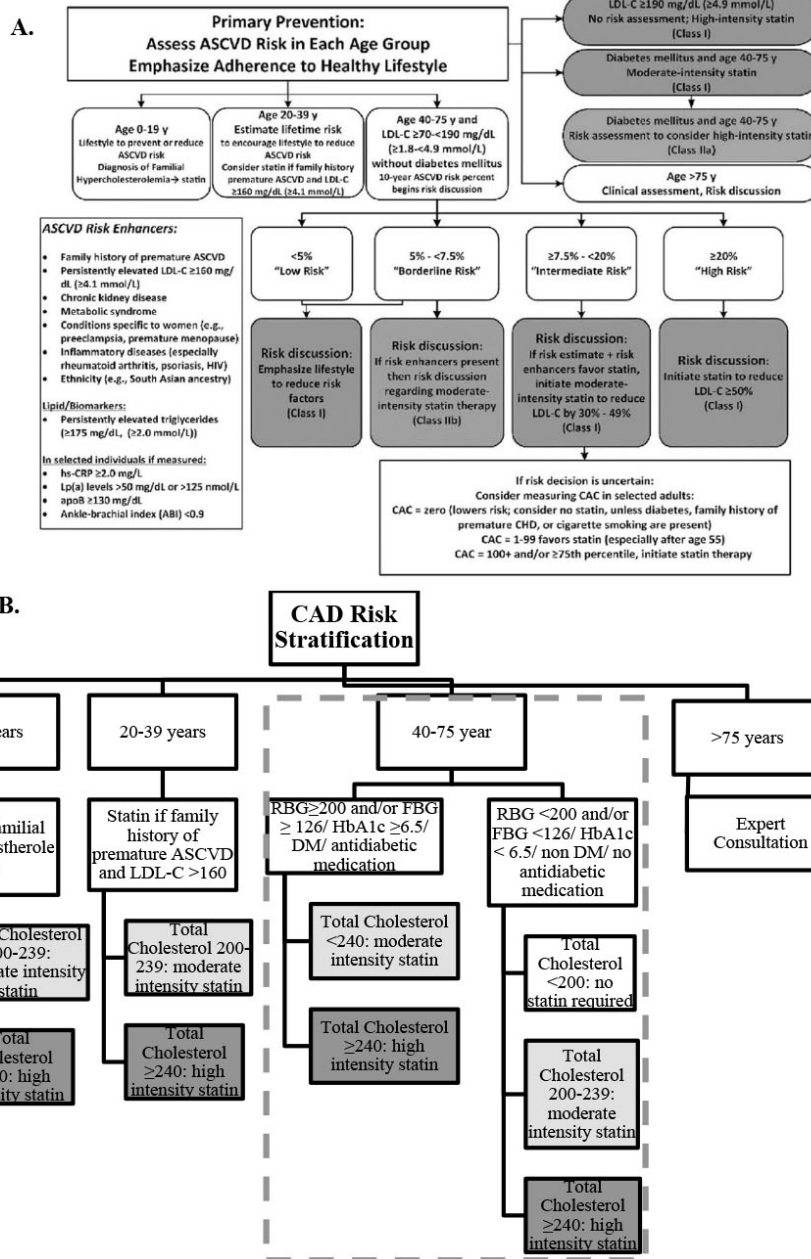 A.
Primary Prevention:
Assess ASCVD Risk in Each Age Group
Emphasize Adherence to Healthy Lifestyle
LDL-C ≥190 mg/dL (≥4.9 mmol/L)
No risk assessment; High-intensity statin
(Class I)
Diabetes mellitus and age 40-75 y
Moderate-intensity statin
(Class I)
Diabetes mellitus and age 40-75 y
Risk assessment to consider high-intensity statin
(Class IIa)
Age >75 y
Clinical assessment, Risk discussion
Age 0-19 y
Lifestyle to prevent or reduce
ASCVD risk
Diagnosis of Familial
Hypercholesterolemia→ statin
Age 20-39 y
Estimate lifetime risk
to encourage lifestyle to reduce
ASCVD risk
Consider statin if family history
premature ASCVD and LDL-C
≥160 mg/dL (≥4.1 mmol/L)
Age 40-75 y and
LDL-C ≥70-<190 mg/dL
(≥1.8-<4.9 mmol/L)
without diabetes mellitus
10-year ASCVD risk percent
begins risk discussion
ASCVD Risk Enhancers:
• Family history of premature ASCVD
• Persistently elevated LDL-C ≥160 mg/
dL (≥4.1 mmol/L)
• Chronic kidney disease
• Metabolic syndrome
• Conditions specific to women (e.g.,
preeclampsia, premature menopause)
• Inflammatory diseases (especially
rheumatoid arthritis, psoriasis, HIV)
• Ethnicity (e.g., South Asian ancestry)
Lipid/Biomarkers:
• Persistently elevated triglycerides
(≥175 mg/dL, (≥2.0 mmol/L))
In selected individuals if measured:
• hs-CRP ≥2.0 mg/L
• Lp(a) levels >50 mg/dL or >125 nmol/L
• apoB ≥130 mg/dL
• Ankle-brachial index (ABI) <0.9
<5%
"Low Risk"
5% - <7.5%
"Borderline Risk"
≥7.5% - <20%
"Intermediate Risk"
≥20%
"High Risk"
Risk discussion:
Emphasize lifestyle
to reduce risk
factors
(Class I)
Risk discussion:
If risk enhancers present
then risk discussion
regarding moderate-
intensity statin therapy
(Class IIb)
Risk discussion:
If risk estimate + risk
enhancers favor statin,
initiate moderate-
intensity statin to reduce
LDL-C by 30% - 49%
(Class I)
Risk discussion:
Initiate statin to reduce
LDL-C ≥50%
(Class I)
If risk decision is uncertain:
Consider measuring CAC in selected adults:
CAC = zero (lowers risk; consider no statin, unless diabetes, family history of
premature CHD, or cigarette smoking are present)
CAC = 1-99 favors statin (especially after age 55)
CAC = 100+ and/or ≥75th percentile, initiate statin therapy
B.
CAD Risk
Stratification
20-39 years
40-75 year
>75 years
Statin if family
history of
premature ASCVD
and LDL-C >160
RBG≥200 and/or FBG
≥ 126/ HbA1c ≥6.5/
DM/ antidiabetic
medication
RBG <200 and/or
FBG <126/ HbA1c
< 6.5/ non DM/ no
antidiabetic
medication
Expert
Consultation
Cholesterol
statin
Total
Cholesterol 200-
239: moderate
intensity statin
Total
Cholesterol
≥240: high
intensity statin
Total Cholesterol
<240: moderate
intensity statin
Total Cholesterol
≥240: high
intensity statin
Total
Cholesterol
<200: no
statin required
Total
Cholesterol
200-239:
moderate
intensity statin
Total
Cholesterol
≥240: high
intensity statin